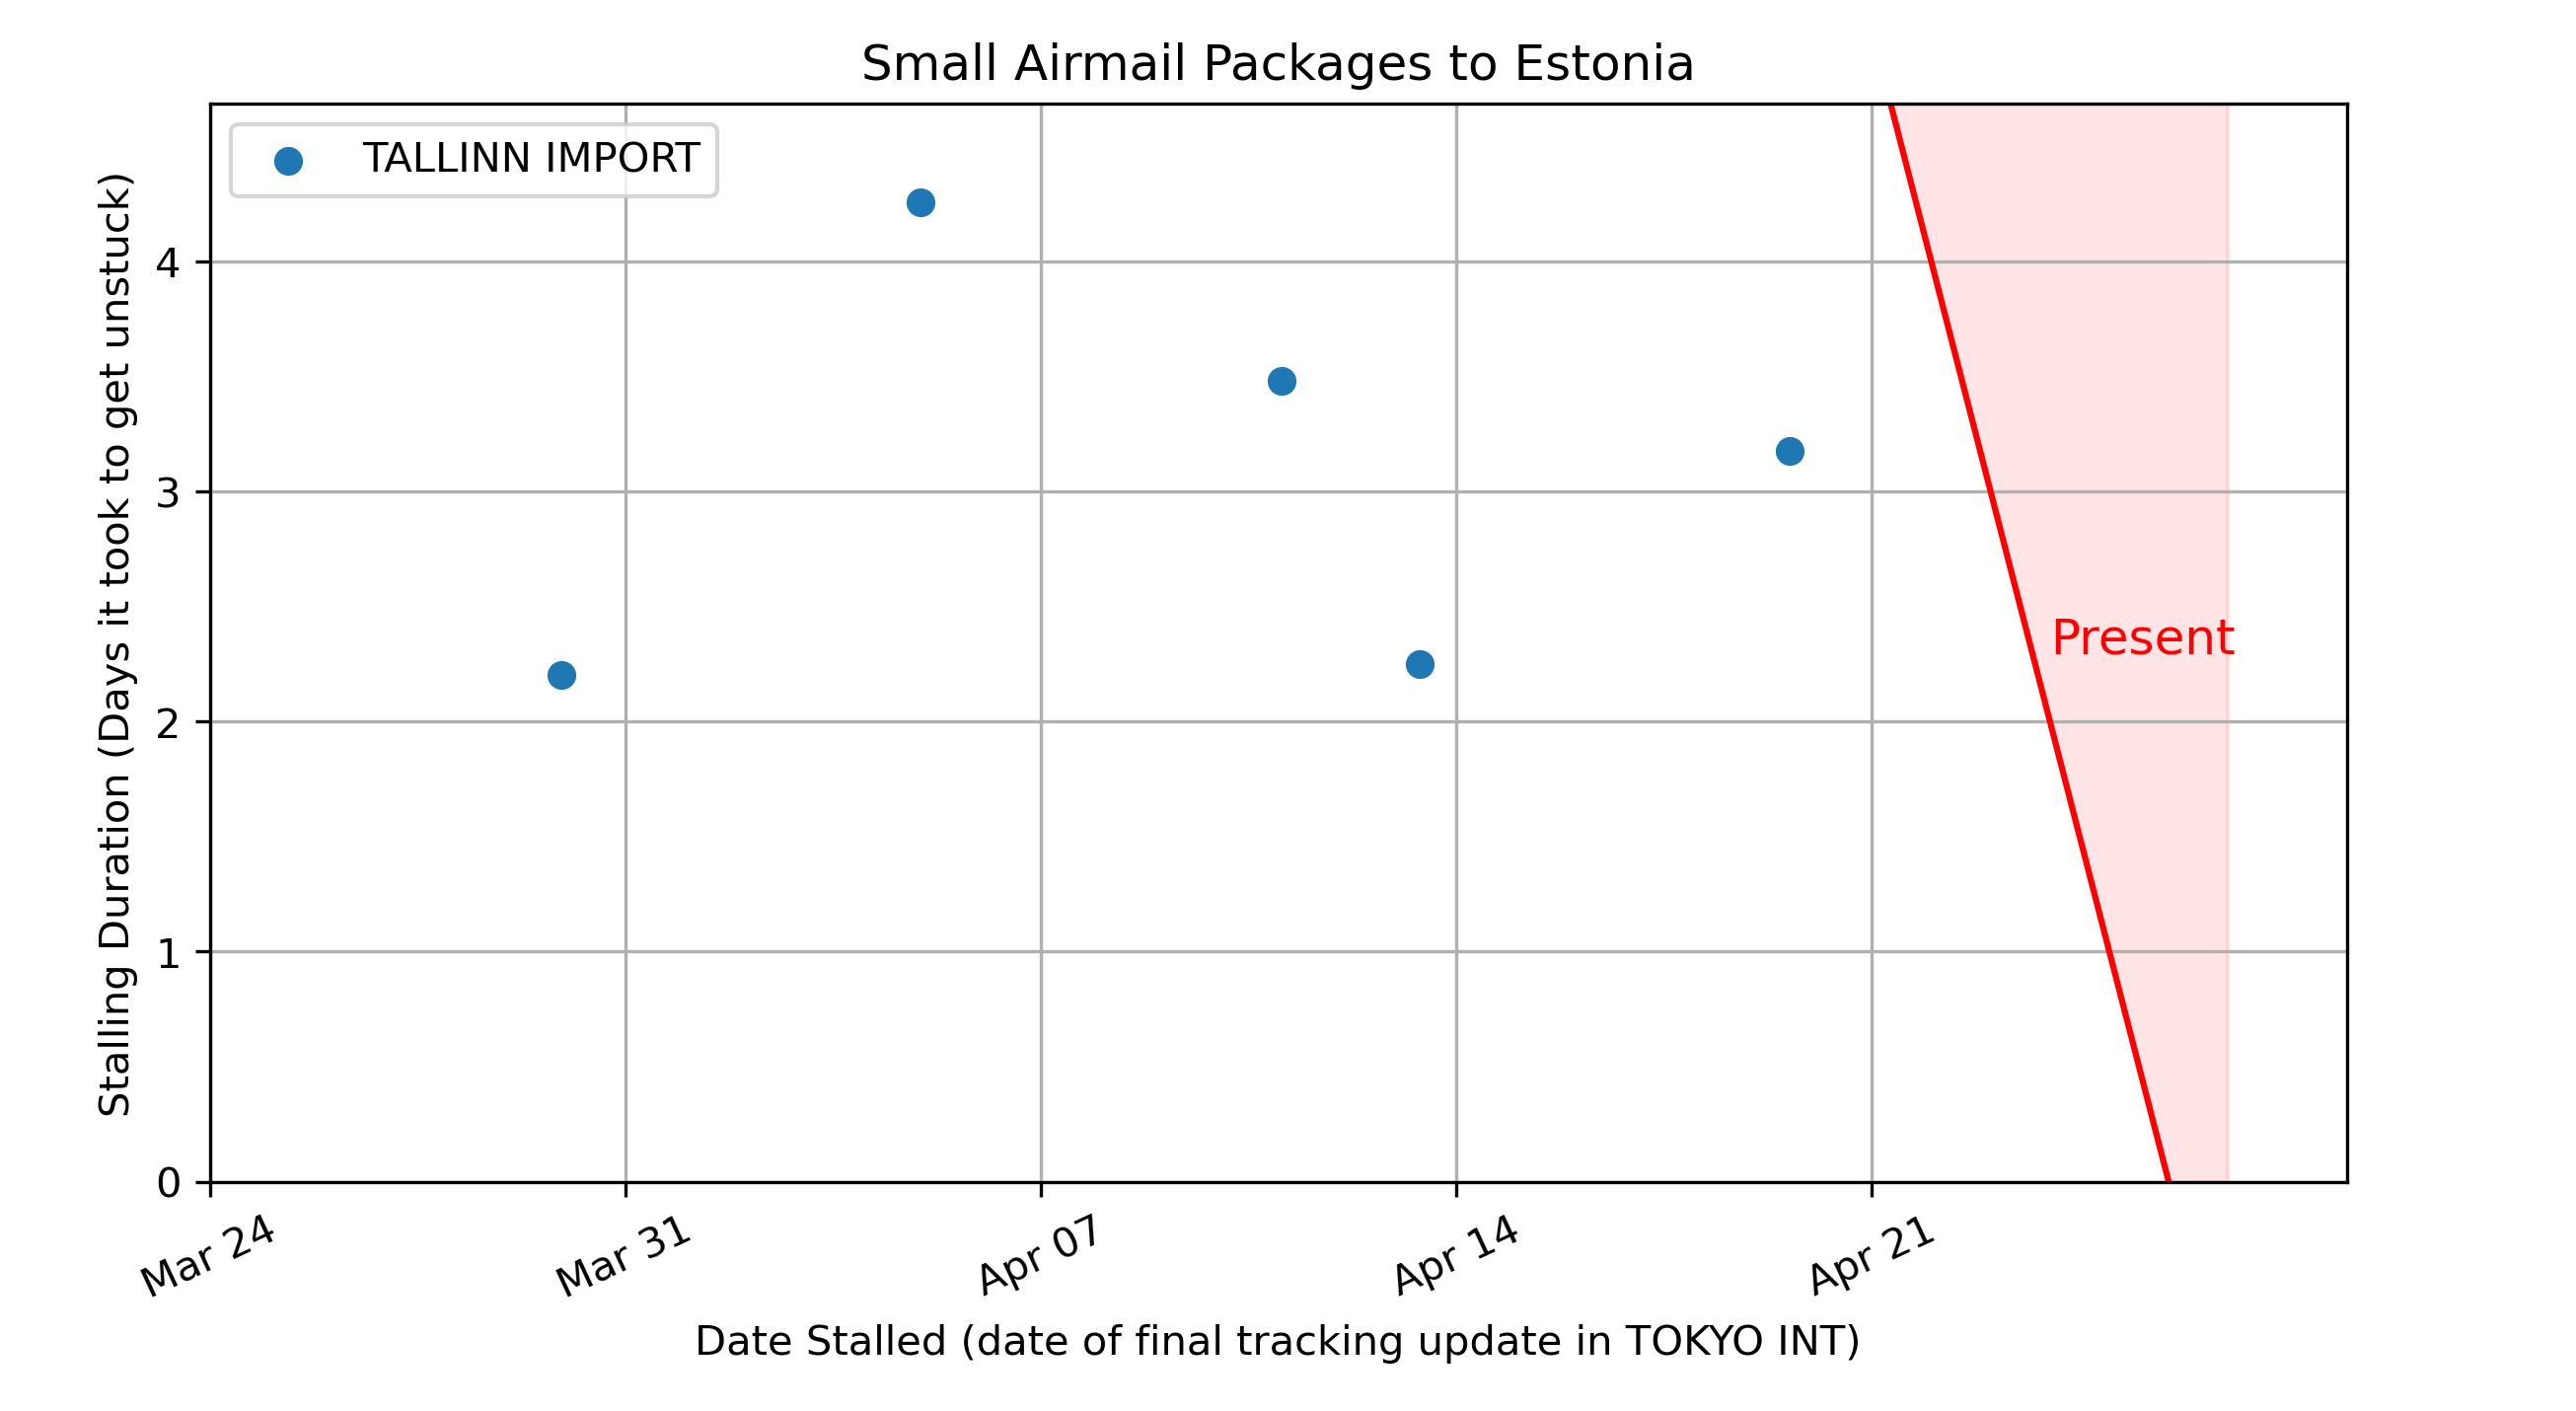 Small Airmail Packages to Estonia
TALLINN IMPORT
Stalling Duration (Days it took to get unstuck)
4
3
2
1
0
Present
Mar 24
Mar 31
Apr 07
Apr 14
Apr 21
Date Stalled (date of final tracking update in TOKYO INT)